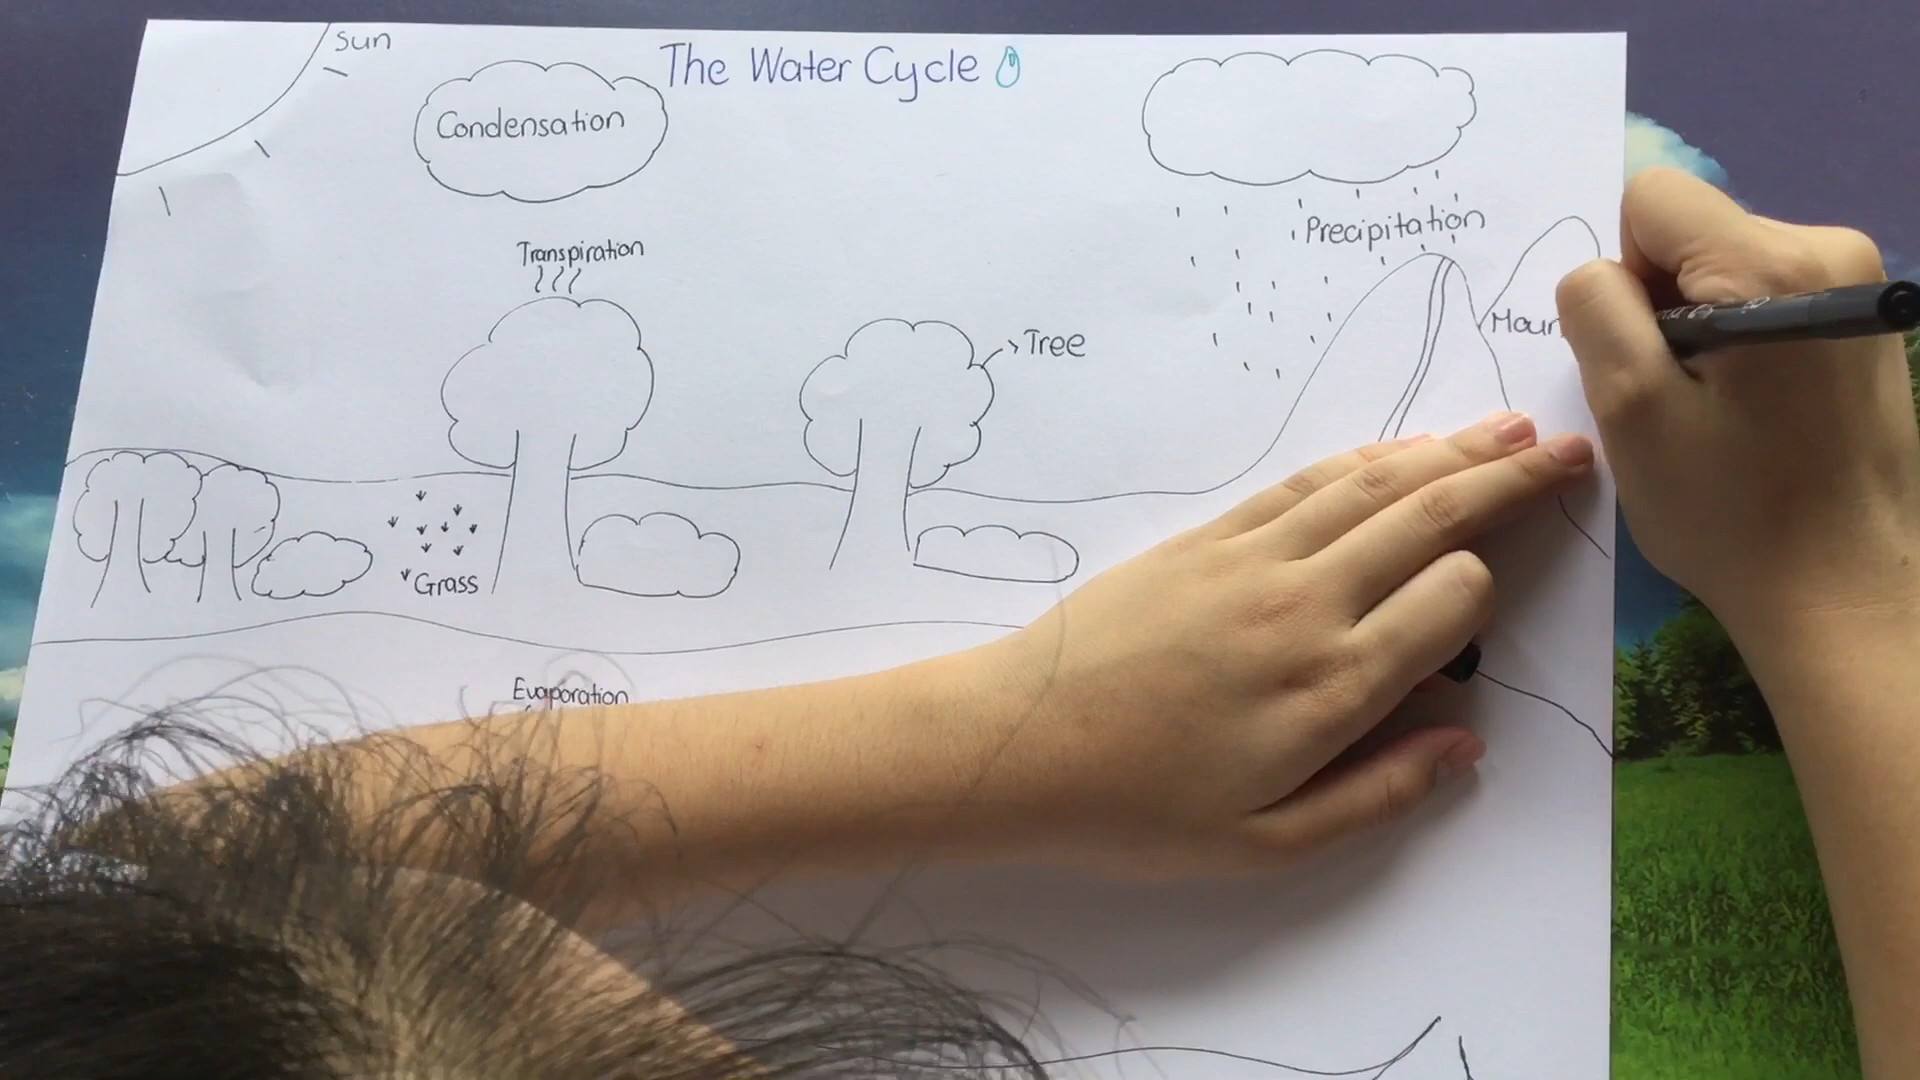 Sun
The Water Cycle
Condensation
Precipitation
Transpiration
Tree
Grass
Evaporation